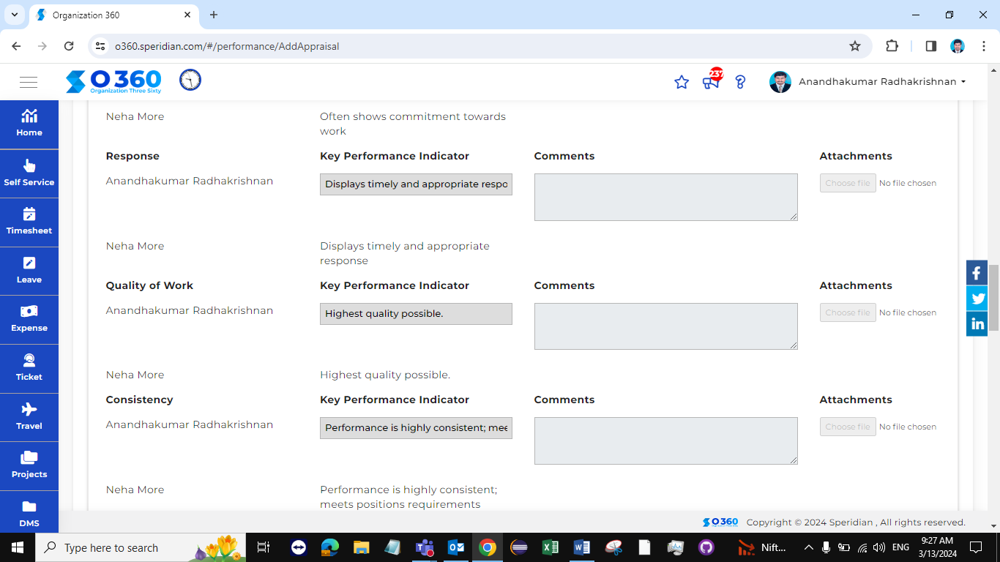 Organization 360
o360.speridian.com/#/performance/AddAppraisal
O 360
Organization Three Sixty
237
Anandhakumar Radhakrishnan
Home
Self Service
Timesheet
Leave
Expense
Ticket
Travel
Projects
DMS
Neha More Often shows commitment towards
work
Response Key Performance Indicator Comments Attachments
Anandhakumar Radhakrishnan Displays timely and appropriate respo Choose file No file chosen
Neha More Displays timely and appropriate
response
Quality of Work Key Performance Indicator Comments Attachments
Anandhakumar Radhakrishnan Highest quality possible. Choose file No file chosen
Neha More Highest quality possible.
Consistency Key Performance Indicator Comments Attachments
Anandhakumar Radhakrishnan Performance is highly consistent; mee Choose file No file chosen
Neha More Performance is highly consistent;
meets positions requirements
O 360 Copyright © 2024 Speridian , All rights reserved.
Type here to search
Nift...
ENG
9:27 AM
3/13/2024